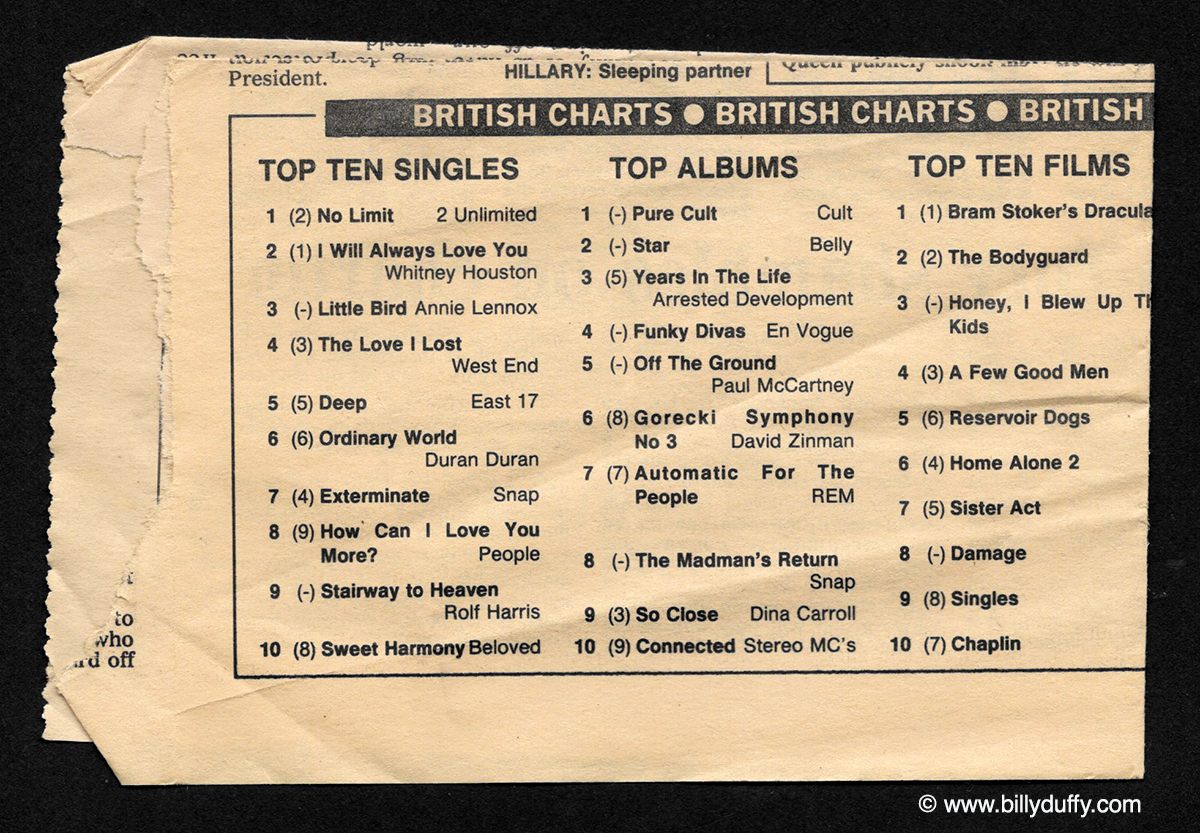 President.
HILLARY: Sleeping partner
BRITISH CHARTS ● BRITISH CHARTS ● BRITISH
TOP TEN SINGLES
1 (2) No Limit 2 Unlimited
2 (1) I Will Always Love You
Whitney Houston
3 (-) Little Bird Annie Lennox
4 (3) The Love I Lost
West End
5 (5) Deep East 17
6 (6) Ordinary World
Duran Duran
7 (4) Exterminate Snap
8 (9) How Can I Love You
More? People
9 (-) Stairway to Heaven
Rolf Harris
10 (8) Sweet Harmony Beloved
TOP ALBUMS
1 (-) Pure Cult Cult
2 (-) Star Belly
3 (5) Years In The Life
Arrested Development
4 (-) Funky Divas En Vogue
5 (-) Off The Ground
Paul McCartney
6 (8) Gorecki Symphony
No 3 David Zinman
7 (7) Automatic For The
People REM
8 (-) The Madman's Return
Snap
9 (3) So Close Dina Carroll
10 (9) Connected Stereo MC's
TOP TEN FILMS
1 (1) Bram Stoker's Dracula
2 (2) The Bodyguard
3 (-) Honey, I Blew Up
Kids
4 (3) A Few Good Men
5 (6) Reservoir Dogs
6 (4) Home Alone 2
7 (5) Sister Act
8 (-) Damage
9 (8) Singles
10 (7) Chaplin
to
who
off
© www.billyduffy.com